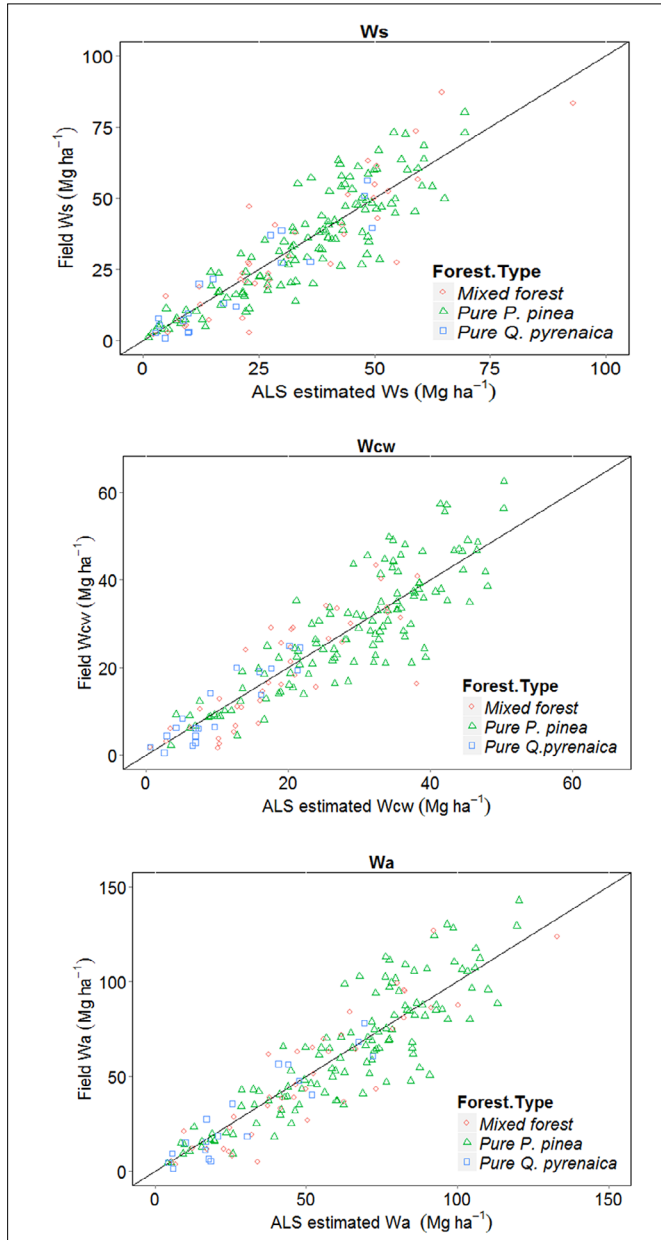 Ws
100
75
50
25
0
Field Ws (Mg ha⁻¹)
Forest.Type
Mixed forest
Pure P. pinea
Pure Q. pyrenaica
0 25 50 75 100
ALS estimated Ws (Mg ha⁻¹)
Wcw
60
40
20
0
Field Wcw (Mg ha⁻¹)
Forest.Type
Mixed forest
Pure P. pinea
Pure Q.pyrenaica
0 20 40 60
ALS estimated Wcw (Mg ha⁻¹)
Wa
150
100
50
0
Field Wa (Mg ha⁻¹)
Forest.Type
Mixed forest
Pure P. pinea
Pure Q. pyrenaica
0 50 100 150
ALS estimated Wa (Mg ha⁻¹)